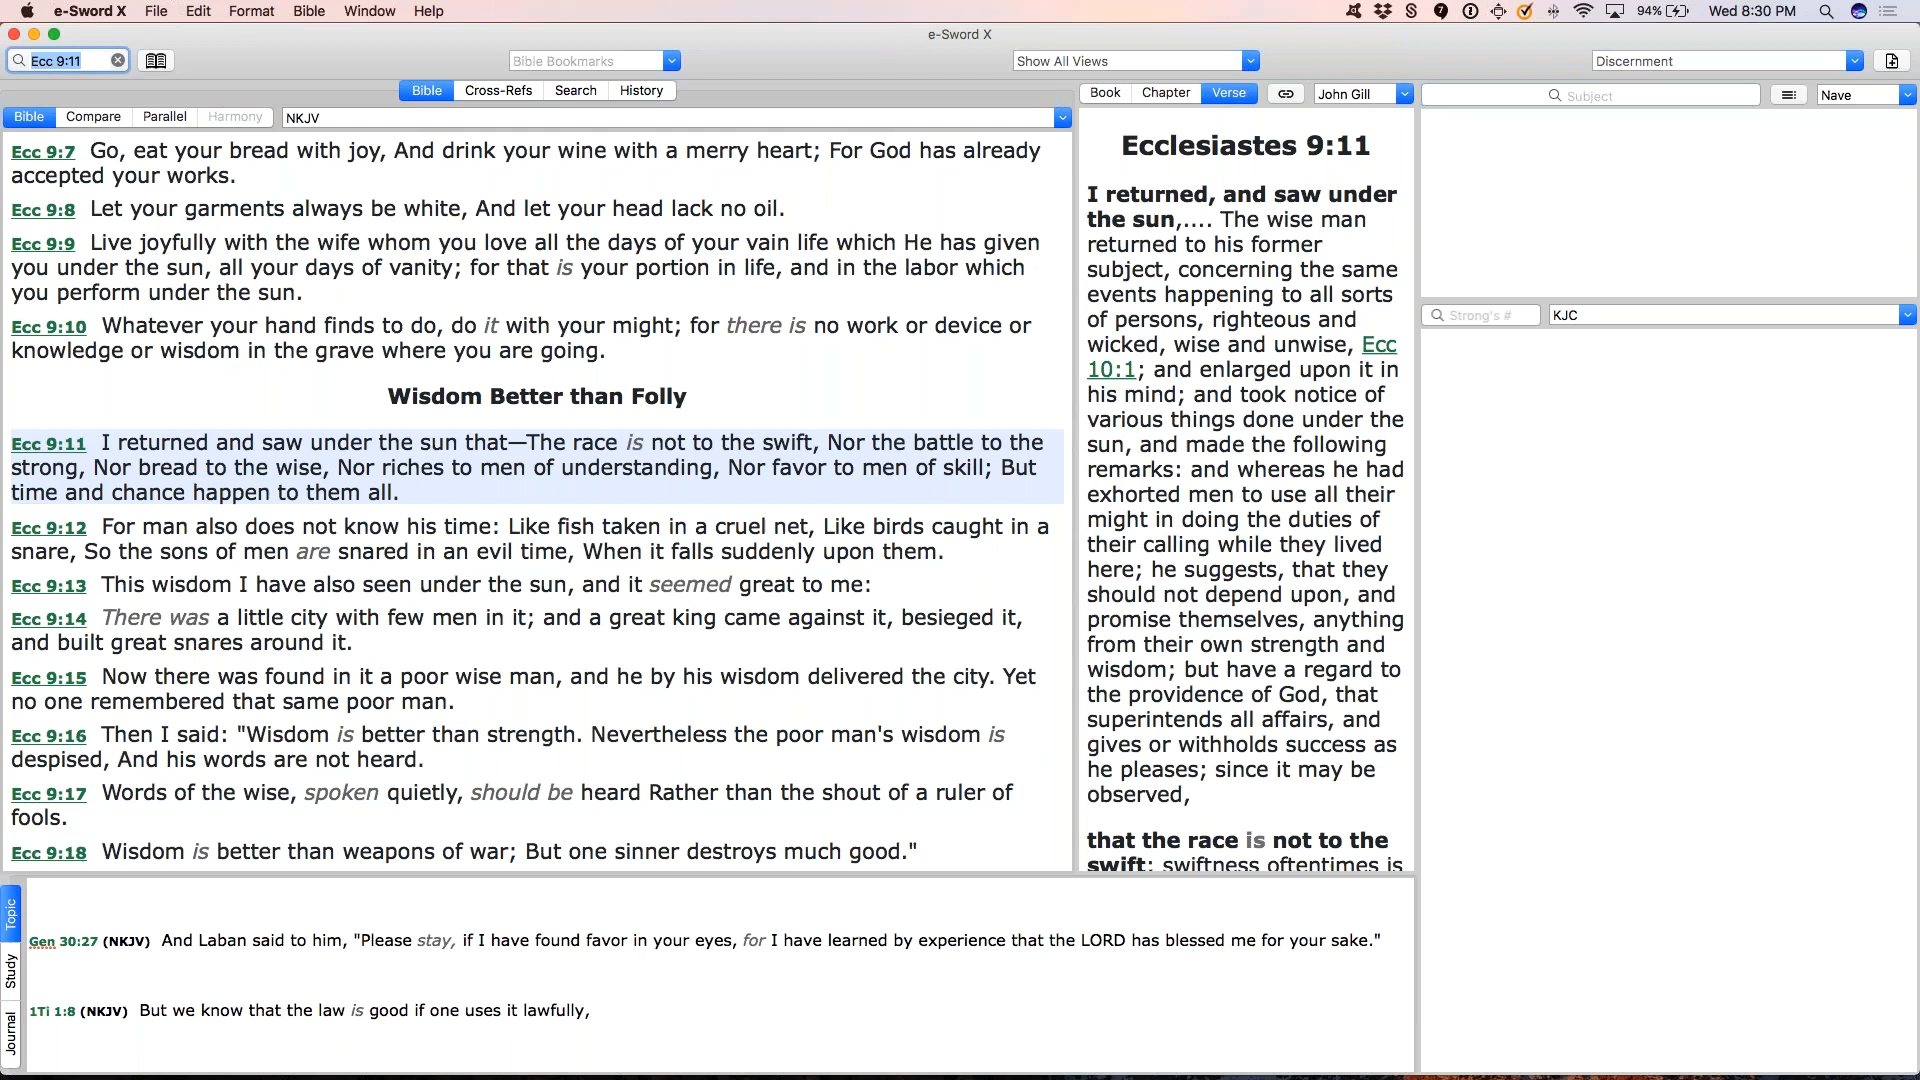 e-Sword X File Edit Format Bible Window Help 94% Wed 8:30 PM
e-Sword X
Ecc 9:11 Bible Bookmarks Show All Views Discernment
Bible Cross-Refs Search History
Book Chapter Verse John Gill Subject Nave
Bible Compare Parallel Harmony NKJV
Ecc 9:7 Go, eat your bread with joy, And drink your wine with a merry heart; For God has already
accepted your works.
Ecc 9:8 Let your garments always be white, And let your head lack no oil.
Ecc 9:9 Live joyfully with the wife whom you love all the days of your vain life which He has given
you under the sun, all your days of vanity; for that is your portion in life, and in the labor which
you perform under the sun.
Ecc 9:10 Whatever your hand finds to do, do it with your might; for there is no work or device or
knowledge or wisdom in the grave where you are going.
Wisdom Better than Folly
Ecc 9:11 I returned and saw under the sun that—The race is not to the swift, Nor the battle to the
strong, Nor bread to the wise, Nor riches to men of understanding, Nor favor to men of skill; But
time and chance happen to them all.
Ecc 9:12 For man also does not know his time: Like fish taken in a cruel net, Like birds caught in a
snare, So the sons of men are snared in an evil time, When it falls suddenly upon them.
Ecc 9:13 This wisdom I have also seen under the sun, and it seemed great to me:
Ecc 9:14 There was a little city with few men in it; and a great king came against it, besieged it,
and built great snares around it.
Ecc 9:15 Now there was found in it a poor wise man, and he by his wisdom delivered the city. Yet
no one remembered that same poor man.
Ecc 9:16 Then I said: "Wisdom is better than strength. Nevertheless the poor man's wisdom is
despised, And his words are not heard.
Ecc 9:17 Words of the wise, spoken quietly, should be heard Rather than the shout of a ruler of
fools.
Ecc 9:18 Wisdom is better than weapons of war; But one sinner destroys much good."
Ecclesiastes 9:11
I returned, and saw under
the sun,.... The wise man
returned to his former
subject, concerning the same
events happening to all sorts
of persons, righteous and
wicked, wise and unwise, Ecc
10:1; and enlarged upon it in
his mind; and took notice of
various things done under the
sun, and made the following
remarks: and whereas he had
exhorted men to use all their
might in doing the duties of
their calling while they lived
here; he suggests, that they
should not depend upon, and
promise themselves, anything
from their own strength and
wisdom; but have a regard to
the providence of God, that
superintends all affairs, and
gives or withholds success as
he pleases; since it may be
observed,
that the race is not to the
swift; swiftness oftentimes is
Strong's # KJC
Topic
Study
Journal
Gen 30:27 (NKJV) And Laban said to him, "Please stay, if I have found favor in your eyes, for I have learned by experience that the LORD has blessed me for your sake."
1Ti 1:8 (NKJV) But we know that the law is good if one uses it lawfully,